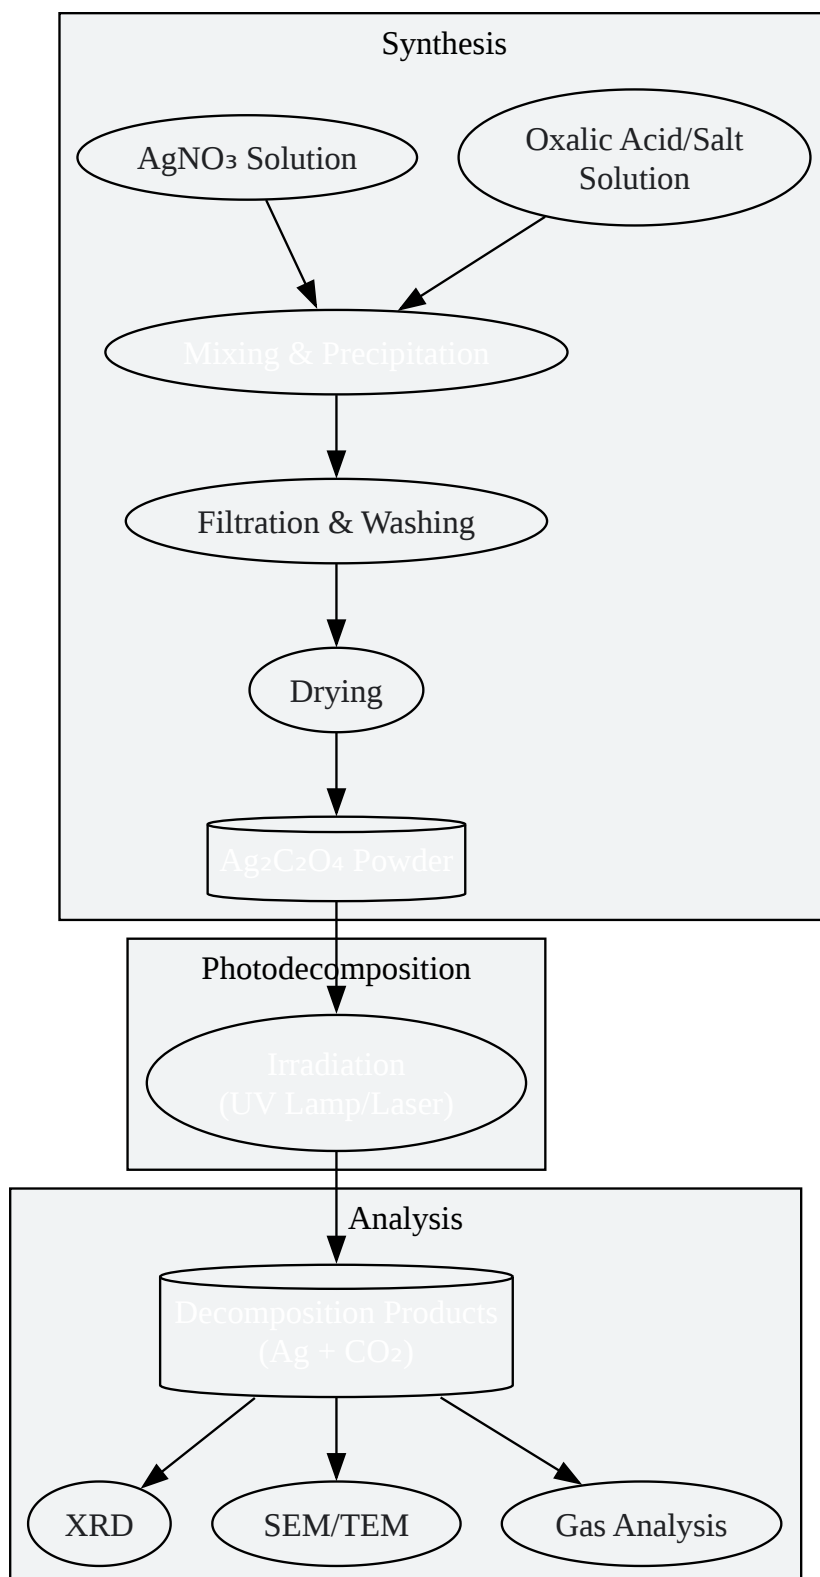 Synthesis
AgNO₃ Solution
Oxalic Acid/Salt
Solution
Mixing & Precipitation
Filtration & Washing
Drying
Ag₂C₂O₄ Powder
Photodecomposition
Irradiation
(UV Lamp/Laser)
Analysis
Decomposition Products
(Ag + CO₂)
XRD
SEM/TEM
Gas Analysis